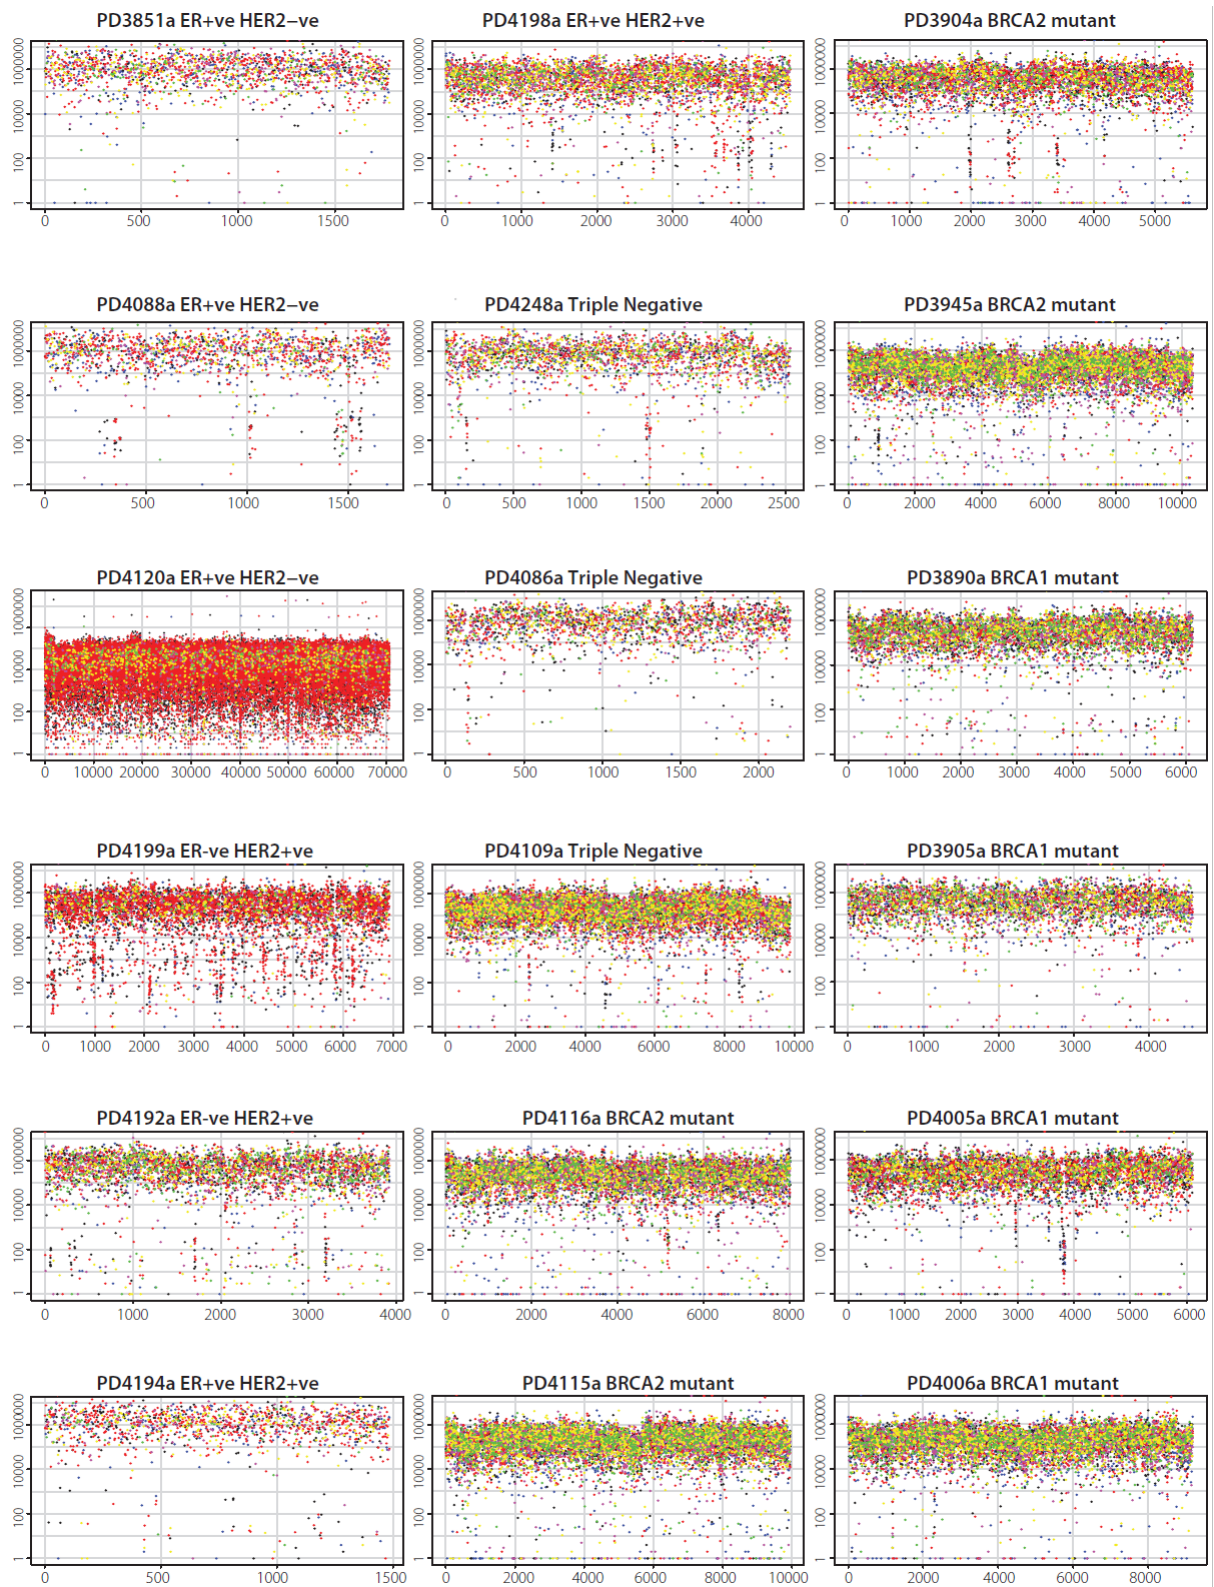 PD3851a ER+ve HER2−ve
1000000
10000
100
1
0 500 1000 1500
PD4198a ER+ve HER2+ve
1000000
10000
100
1
0 1000 2000 3000 4000
PD3904a BRCA2 mutant
1000000
10000
100
1
0 1000 2000 3000 4000 5000
PD4088a ER+ve HER2−ve
1000000
10000
100
1
0 500 1000 1500
PD4248a Triple Negative
1000000
10000
100
1
0 500 1000 1500 2000 2500
PD3945a BRCA2 mutant
1000000
10000
100
1
0 2000 4000 6000 8000 10000
PD4120a ER+ve HER2−ve
1000000
10000
100
1
0 10000 20000 30000 40000 50000 60000 70000
PD4086a Triple Negative
1000000
10000
100
1
0 500 1000 1500 2000
PD3890a BRCA1 mutant
1000000
10000
100
1
0 1000 2000 3000 4000 5000 6000
PD4199a ER-ve HER2+ve
1000000
10000
100
1
0 1000 2000 3000 4000 5000 6000 7000
PD4109a Triple Negative
1000000
10000
100
1
0 2000 4000 6000 8000 10000
PD3905a BRCA1 mutant
1000000
10000
100
1
0 1000 2000 3000 4000
PD4192a ER-ve HER2+ve
1000000
10000
100
1
0 1000 2000 3000 4000
PD4116a BRCA2 mutant
1000000
10000
100
1
0 2000 4000 6000 8000
PD4005a BRCA1 mutant
1000000
10000
100
1
0 1000 2000 3000 4000 5000 6000
PD4194a ER+ve HER2+ve
1000000
10000
100
1
0 500 1000 1500
PD4115a BRCA2 mutant
1000000
10000
100
1
0 2000 4000 6000 8000 10000
PD4006a BRCA1 mutant
1000000
10000
100
1
0 2000 4000 6000 8000